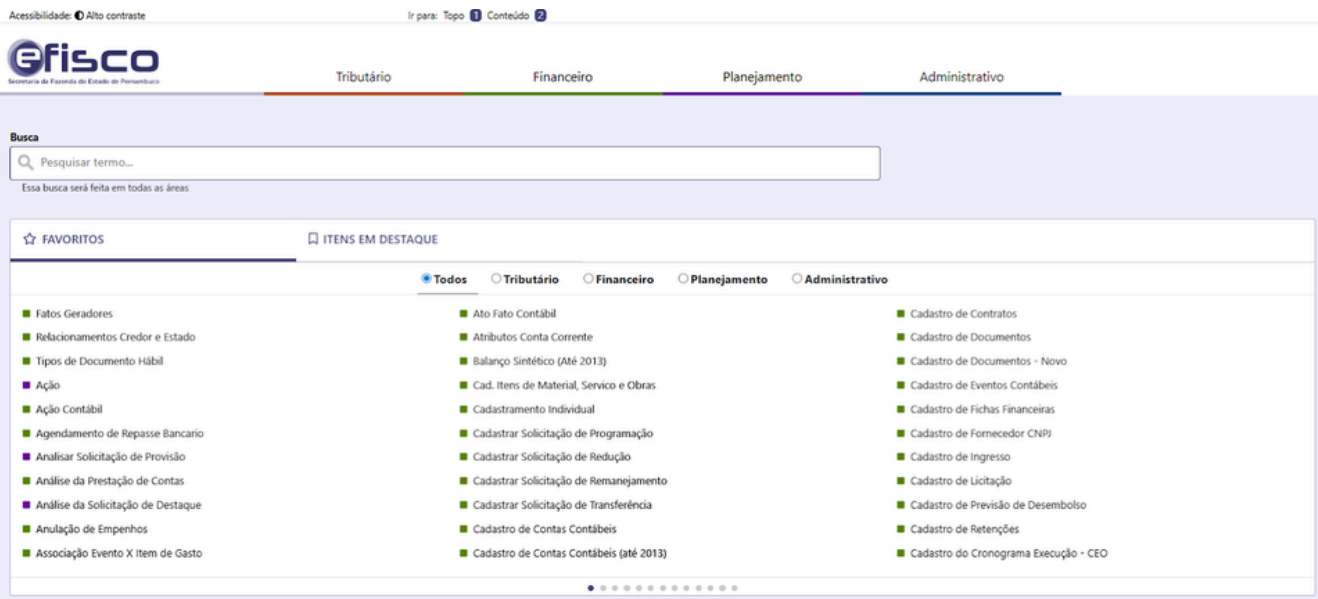 Acessibilidade: Alto contraste
Ir para: Topo 1 Conteúdo 2
efisco
Secretaria da Fazenda do Estado de Pernambuco
Tributário
Financeiro
Planejamento
Administrativo
Busca
Pesquisar termo...
Essa busca será feita em todas as áreas
FAVORITOS
ITENS EM DESTAQUE
Todos
Tributário
Financeiro
Planejamento
Administrativo
Fatos Geradores
Relacionamentos Credor e Estado
Tipos de Documento Hábil
Ação
Ação Contábil
Agendamento de Repasse Bancario
Analisar Solicitação de Provisão
Análise da Prestação de Contas
Análise da Solicitação de Destaque
Anulação de Empenhos
Associação Evento X Item de Gasto
Ato Fato Contábil
Atributos Conta Corrente
Balanço Sintético (Até 2013)
Cad. Itens de Material, Servico e Obras
Cadastramento Individual
Cadastrar Solicitação de Programação
Cadastrar Solicitação de Redução
Cadastrar Solicitação de Remanejamento
Cadastrar Solicitação de Transferência
Cadastro de Contas Contábeis
Cadastro de Contas Contábeis (até 2013)
Cadastro de Contratos
Cadastro de Documentos
Cadastro de Documentos - Novo
Cadastro de Eventos Contábeis
Cadastro de Fichas Financeiras
Cadastro de Fornecedor CNPJ
Cadastro de Ingresso
Cadastro de Licitação
Cadastro de Previsão de Desembolso
Cadastro de Retenções
Cadastro do Cronograma Execução - CEO